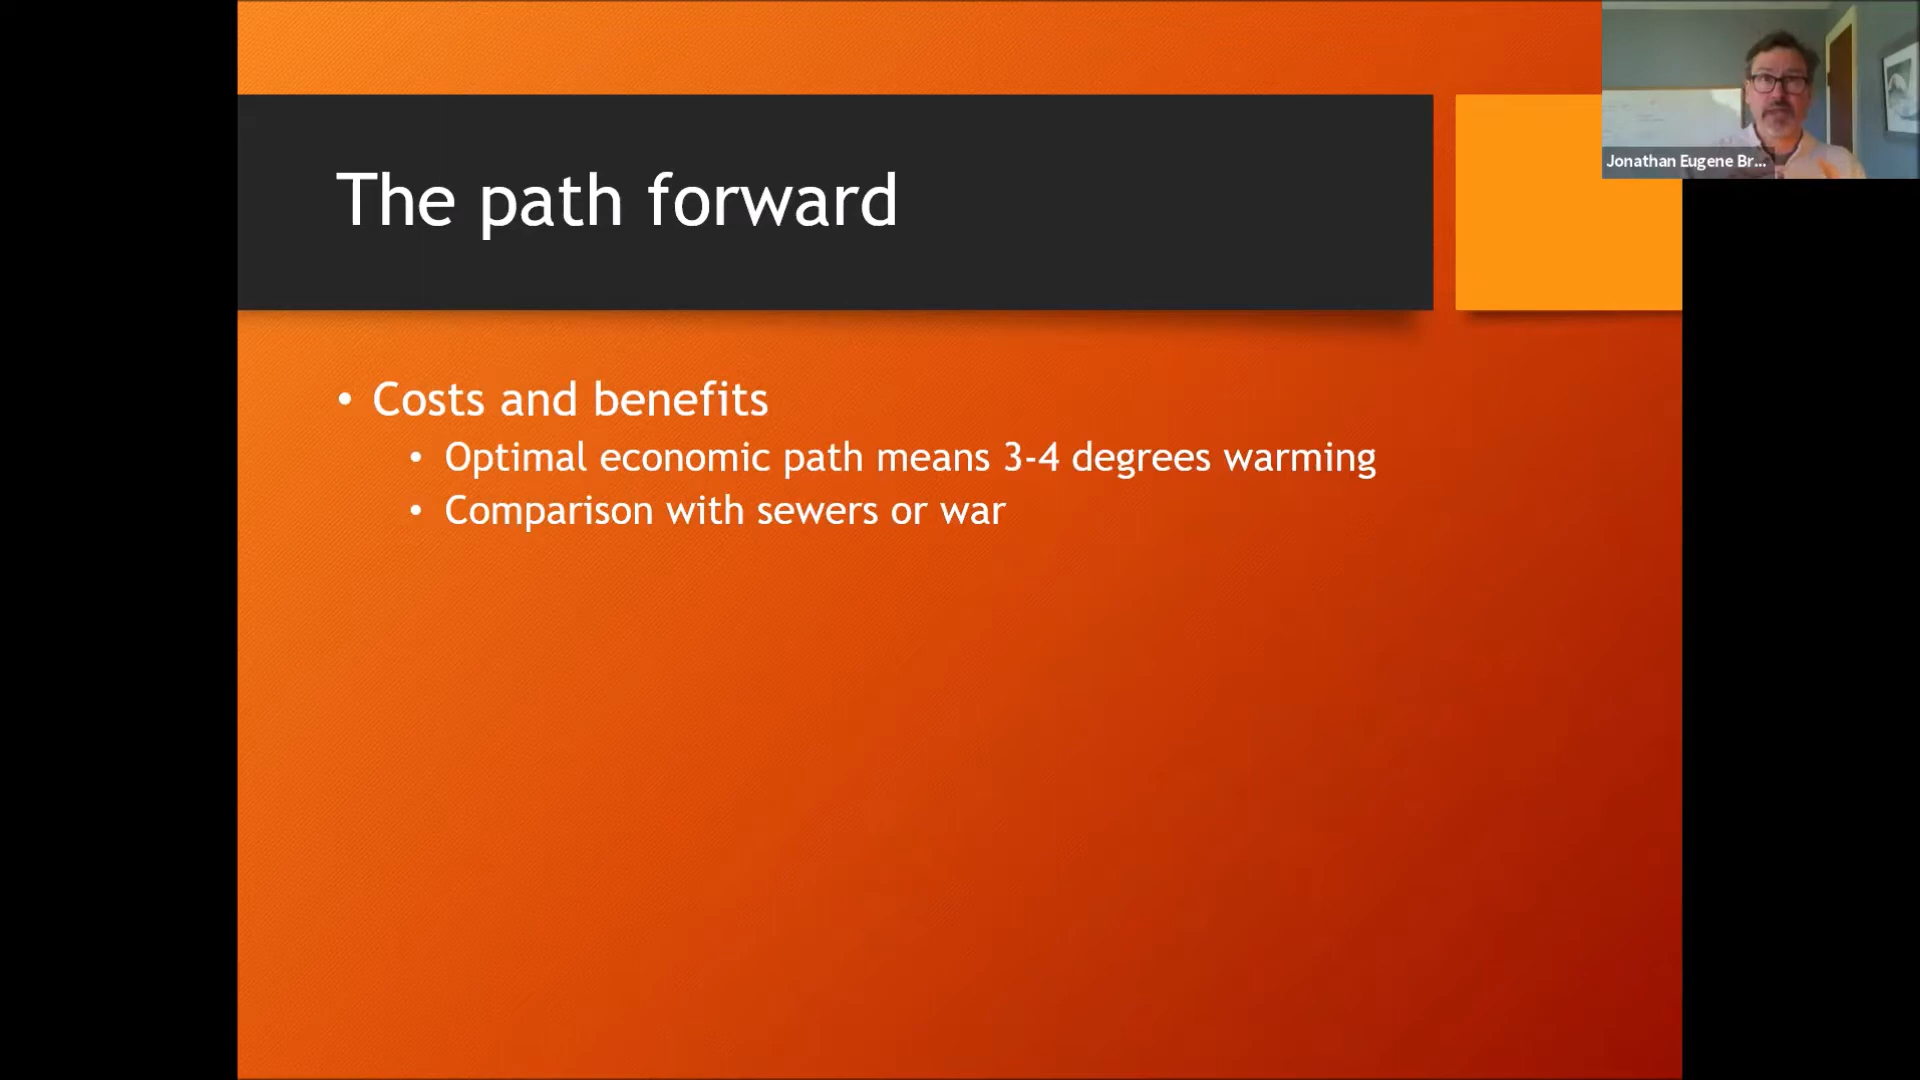 The path forward
Jonathan Eugene Br...
• Costs and benefits
• Optimal economic path means 3-4 degrees warming
• Comparison with sewers or war